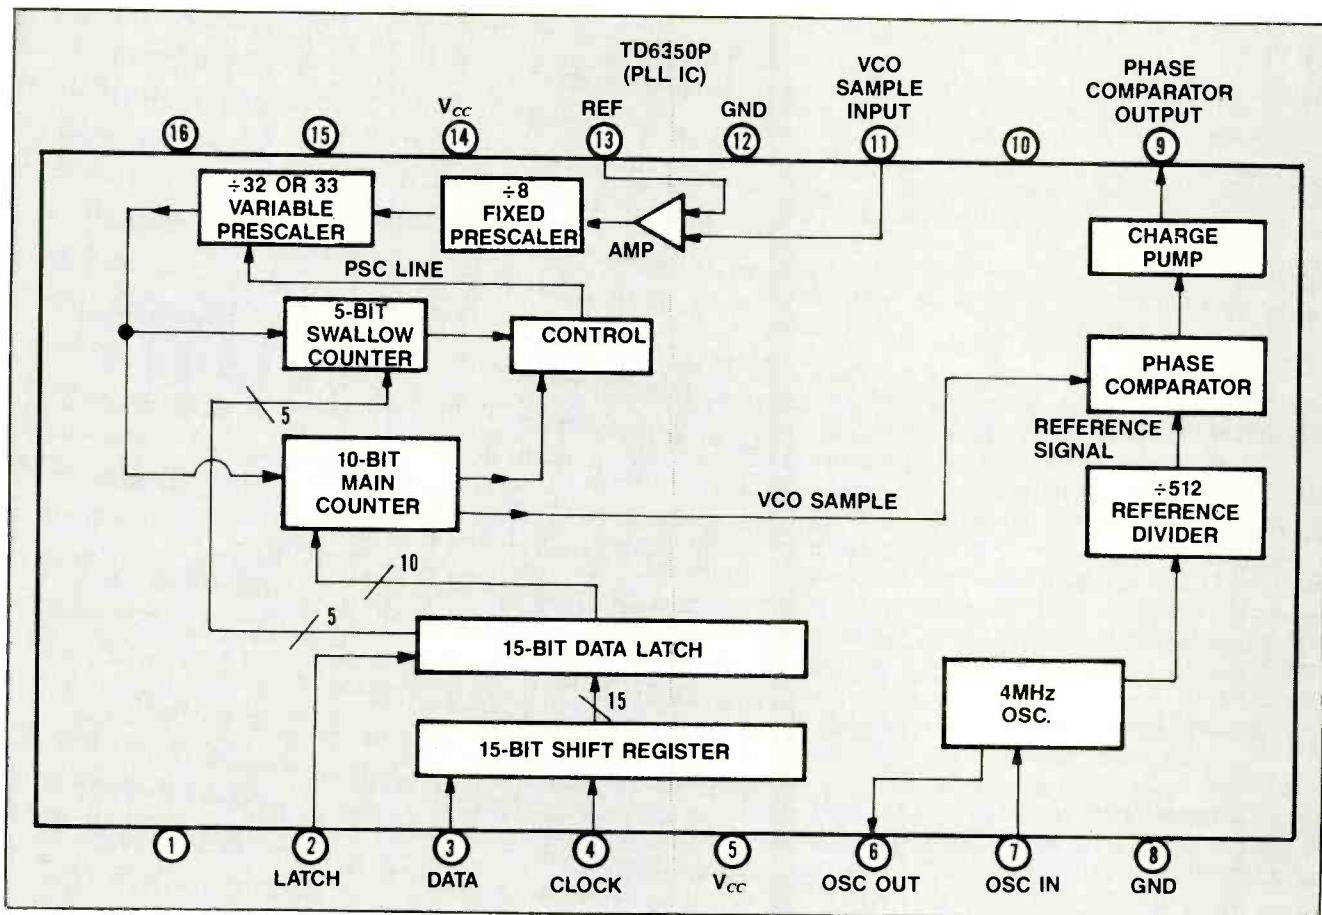 TD6350P
(PLL IC)
VCC
REF
GND
VCO
SAMPLE
INPUT
PHASE
COMPARATOR
OUTPUT
16
15
14
13
12
11
10
9
÷32 OR 33
VARIABLE
PRESCALER
÷8
FIXED
PRESCALER
AMP
CHARGE
PUMP
PSC LINE
5-BIT
SWALLOW
COUNTER
CONTROL
PHASE
COMPARATOR
5
REFERENCE
SIGNAL
10-BIT
MAIN
COUNTER
VCO SAMPLE
÷512
REFERENCE
DIVIDER
10
5
15-BIT DATA LATCH
15
4MHz
OSC.
15-BIT SHIFT REGISTER
1
2
3
4
5
6
7
8
LATCH
DATA
CLOCK
VCC
OSC OUT
OSC IN
GND